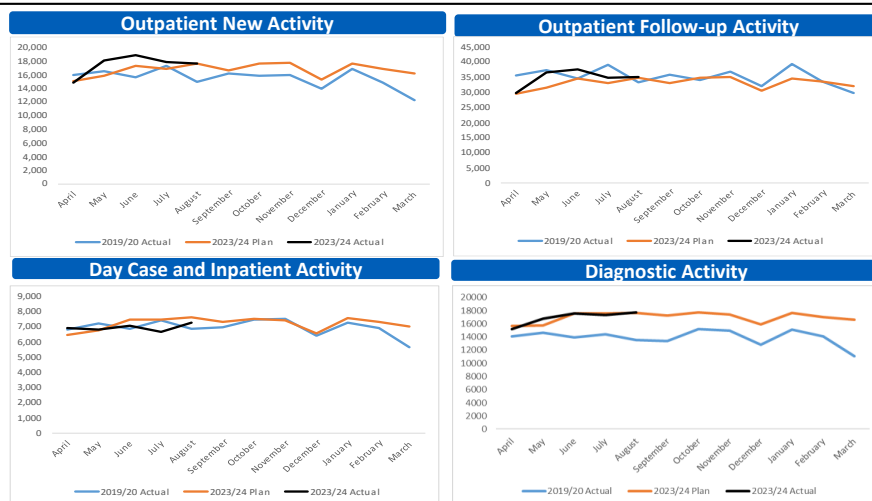 Outpatient New Activity
20,000
18,000
16,000
14,000
12,000
10,000
8,000
6,000
4,000
2,000
0
April
May
June
July
August
September
October
November
December
January
February
March
2019/20 Actual
2023/24 Plan
2023/24 Actual
Outpatient Follow-up Activity
45,000
40,000
35,000
30,000
25,000
20,000
15,000
10,000
5,000
0
April
May
June
July
August
September
October
November
December
January
February
March
2019/20 Actual
2023/24 Plan
2023/24 Actual
Day Case and Inpatient Activity
9,000
8,000
7,000
6,000
5,000
4,000
3,000
2,000
1,000
0
April
May
June
July
August
September
October
November
December
January
February
March
2019/20 Actual
2023/24 Plan
2023/24 Actual
Diagnostic Activity
20000
18000
16000
14000
12000
10000
8000
6000
4000
2000
0
April
May
June
July
August
September
October
November
December
January
February
March
2019/20 Actual
2023/24 Plan
2023/24 Actual